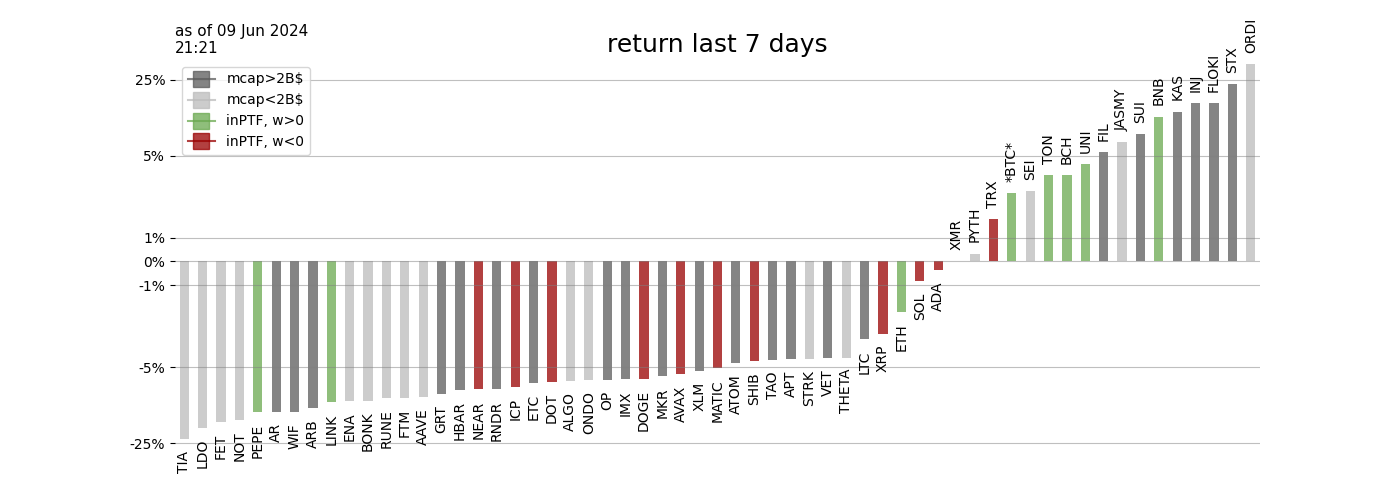 as of 09 Jun 2024
21:21
return last 7 days
mcap>2B$
mcap<2B$
inPTF, w>0
inPTF, w<0
25%
5%
1%
0%
-1%
-5%
-25%
TIA
LDO
FET
NOT
PEPE
AR
WIF
ARB
LINK
ENA
BONK
RUNE
FTM
AAVE
GRT
HBAR
NEAR
RNDR
ICP
ETC
DOT
ALGO
ONDO
OP
IMX
DOGE
MKR
AVAX
XLM
MATIC
ATOM
SHIB
TAO
APT
STRK
VET
THETA
LTC
XRP
ETH
SOL
ADA
XMR
PYTH
TRX
*BTC*
SEI
TON
BCH
UNI
FIL
JASMY
SUI
BNB
KAS
INJ
FLOKI
STX
ORDI